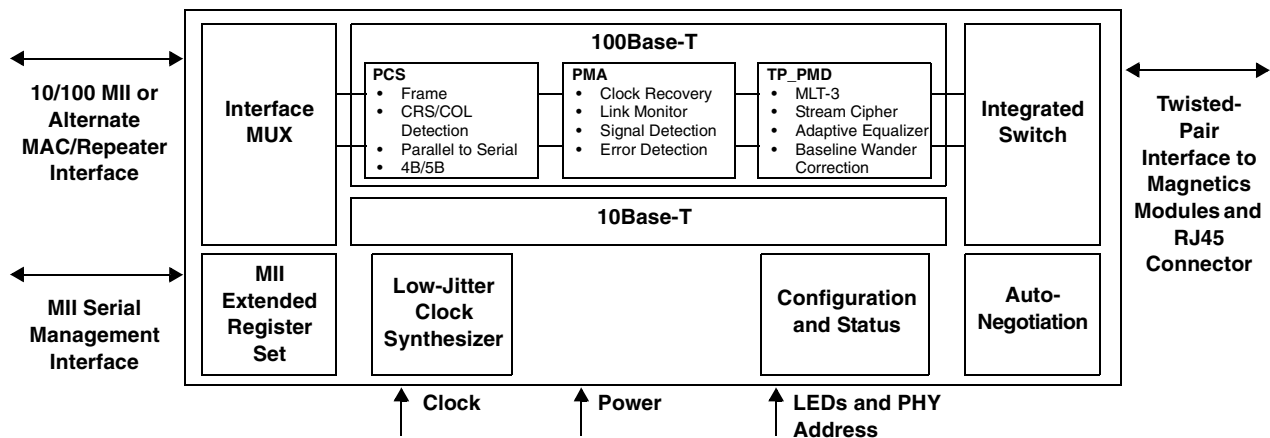 10/100 MII or
Alternate
MAC/Repeater
Interface
MII Serial
Management
Interface
Interface
MUX
100Base-T
PCS
• Frame
• CRS/COL
Detection
• Parallel to Serial
• 4B/5B
PMA
• Clock Recovery
• Link Monitor
• Signal Detection
• Error Detection
TP_PMD
• MLT-3
• Stream Cipher
• Adaptive Equalizer
• Baseline Wander
Correction
10Base-T
Integrated
Switch
MII
Extended
Register
Set
Low-Jitter
Clock
Synthesizer
Configuration
and Status
Auto-
Negotiation
Twisted-
Pair
Interface to
Magnetics
Modules and
RJ45
Connector
Clock
Power
LEDs and PHY
Address